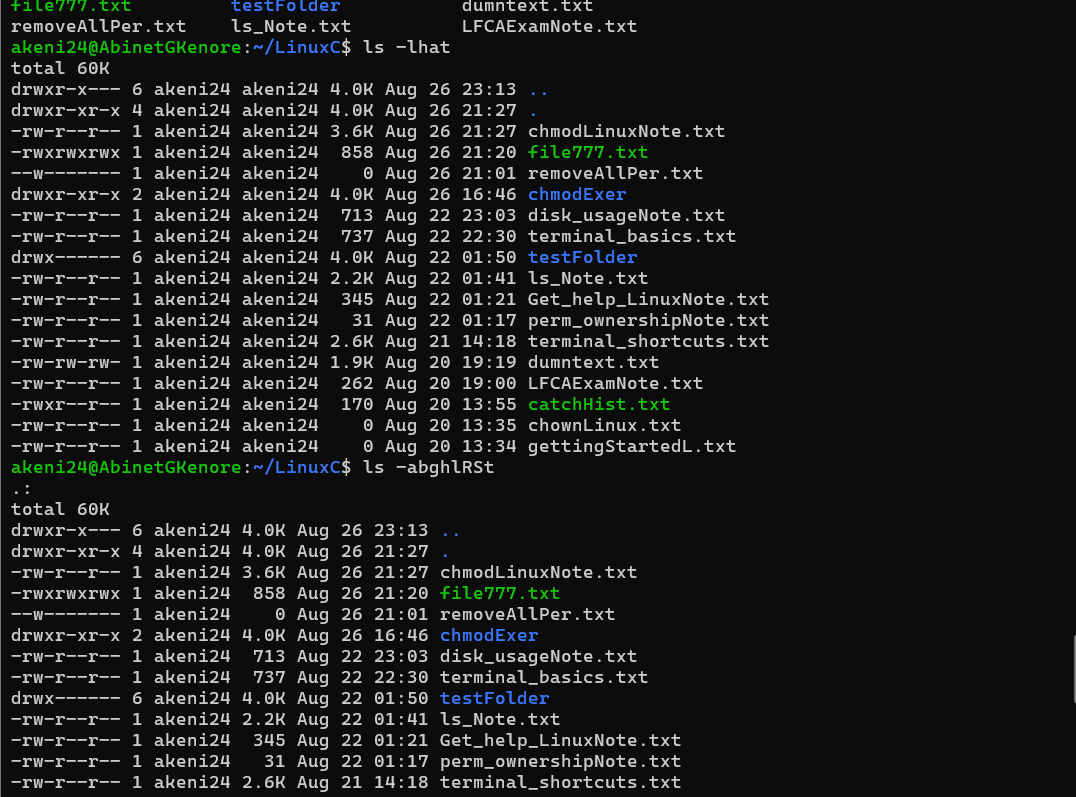 file777.txt         testFolder           dumntext.txt
removeAllPer.txt    ls_Note.txt          LFCAExamNote.txt
akeni24@AbinetGKenore:~/LinuxC$ ls -lhat
total 60K
drwxr-x--- 6 akeni24 akeni24 4.0K Aug 26 23:13 ..
drwxr-xr-x 4 akeni24 akeni24 4.0K Aug 26 21:27 .
-rw-r--r-- 1 akeni24 akeni24 3.6K Aug 26 21:27 chmodLinuxNote.txt
-rwxrwxrwx 1 akeni24 akeni24  858 Aug 26 21:20 file777.txt
--w------- 1 akeni24 akeni24    0 Aug 26 21:01 removeAllPer.txt
drwxr-xr-x 2 akeni24 akeni24 4.0K Aug 26 16:46 chmodExer
-rw-r--r-- 1 akeni24 akeni24  713 Aug 22 23:03 disk_usageNote.txt
-rw-r--r-- 1 akeni24 akeni24  737 Aug 22 22:30 terminal_basics.txt
drwx------ 6 akeni24 akeni24 4.0K Aug 22 01:50 testFolder
-rw-r--r-- 1 akeni24 akeni24 2.2K Aug 22 01:41 ls_Note.txt
-rw-r--r-- 1 akeni24 akeni24  345 Aug 22 01:21 Get_help_LinuxNote.txt
-rw-r--r-- 1 akeni24 akeni24   31 Aug 22 01:17 perm_ownershipNote.txt
-rw-r--r-- 1 akeni24 akeni24 2.6K Aug 21 14:18 terminal_shortcuts.txt
-rw-rw-rw- 1 akeni24 akeni24 1.9K Aug 20 19:19 dumntext.txt
-rw-r--r-- 1 akeni24 akeni24  262 Aug 20 19:00 LFCAExamNote.txt
-rwxr--r-- 1 akeni24 akeni24  170 Aug 20 13:55 catchHist.txt
-rw-r--r-- 1 akeni24 akeni24    0 Aug 20 13:35 chownLinux.txt
-rw-r--r-- 1 akeni24 akeni24    0 Aug 20 13:34 gettingStartedL.txt
akeni24@AbinetGKenore:~/LinuxC$ ls -abghlRSt
.:
total 60K
drwxr-x--- 6 akeni24 4.0K Aug 26 23:13 ..
drwxr-xr-x 4 akeni24 4.0K Aug 26 21:27 .
-rw-r--r-- 1 akeni24 3.6K Aug 26 21:27 chmodLinuxNote.txt
-rwxrwxrwx 1 akeni24  858 Aug 26 21:20 file777.txt
--w------- 1 akeni24    0 Aug 26 21:01 removeAllPer.txt
drwxr-xr-x 2 akeni24 4.0K Aug 26 16:46 chmodExer
-rw-r--r-- 1 akeni24  713 Aug 22 23:03 disk_usageNote.txt
-rw-r--r-- 1 akeni24  737 Aug 22 22:30 terminal_basics.txt
drwx------ 6 akeni24 4.0K Aug 22 01:50 testFolder
-rw-r--r-- 1 akeni24 2.2K Aug 22 01:41 ls_Note.txt
-rw-r--r-- 1 akeni24  345 Aug 22 01:21 Get_help_LinuxNote.txt
-rw-r--r-- 1 akeni24   31 Aug 22 01:17 perm_ownershipNote.txt
-rw-r--r-- 1 akeni24 2.6K Aug 21 14:18 terminal_shortcuts.txt